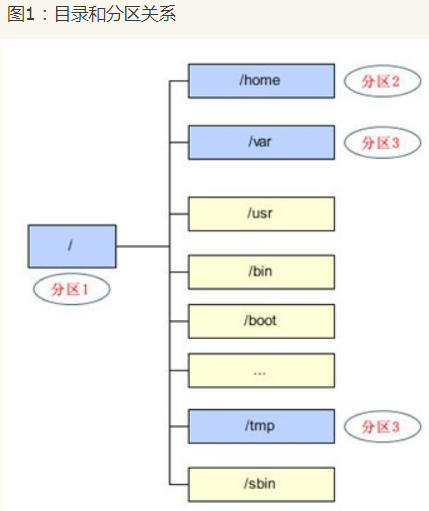 图1：目录和分区关系
/home 分区2
/var 分区3
/usr
/
分区1
/bin
/boot
...
/tmp 分区3
/sbin